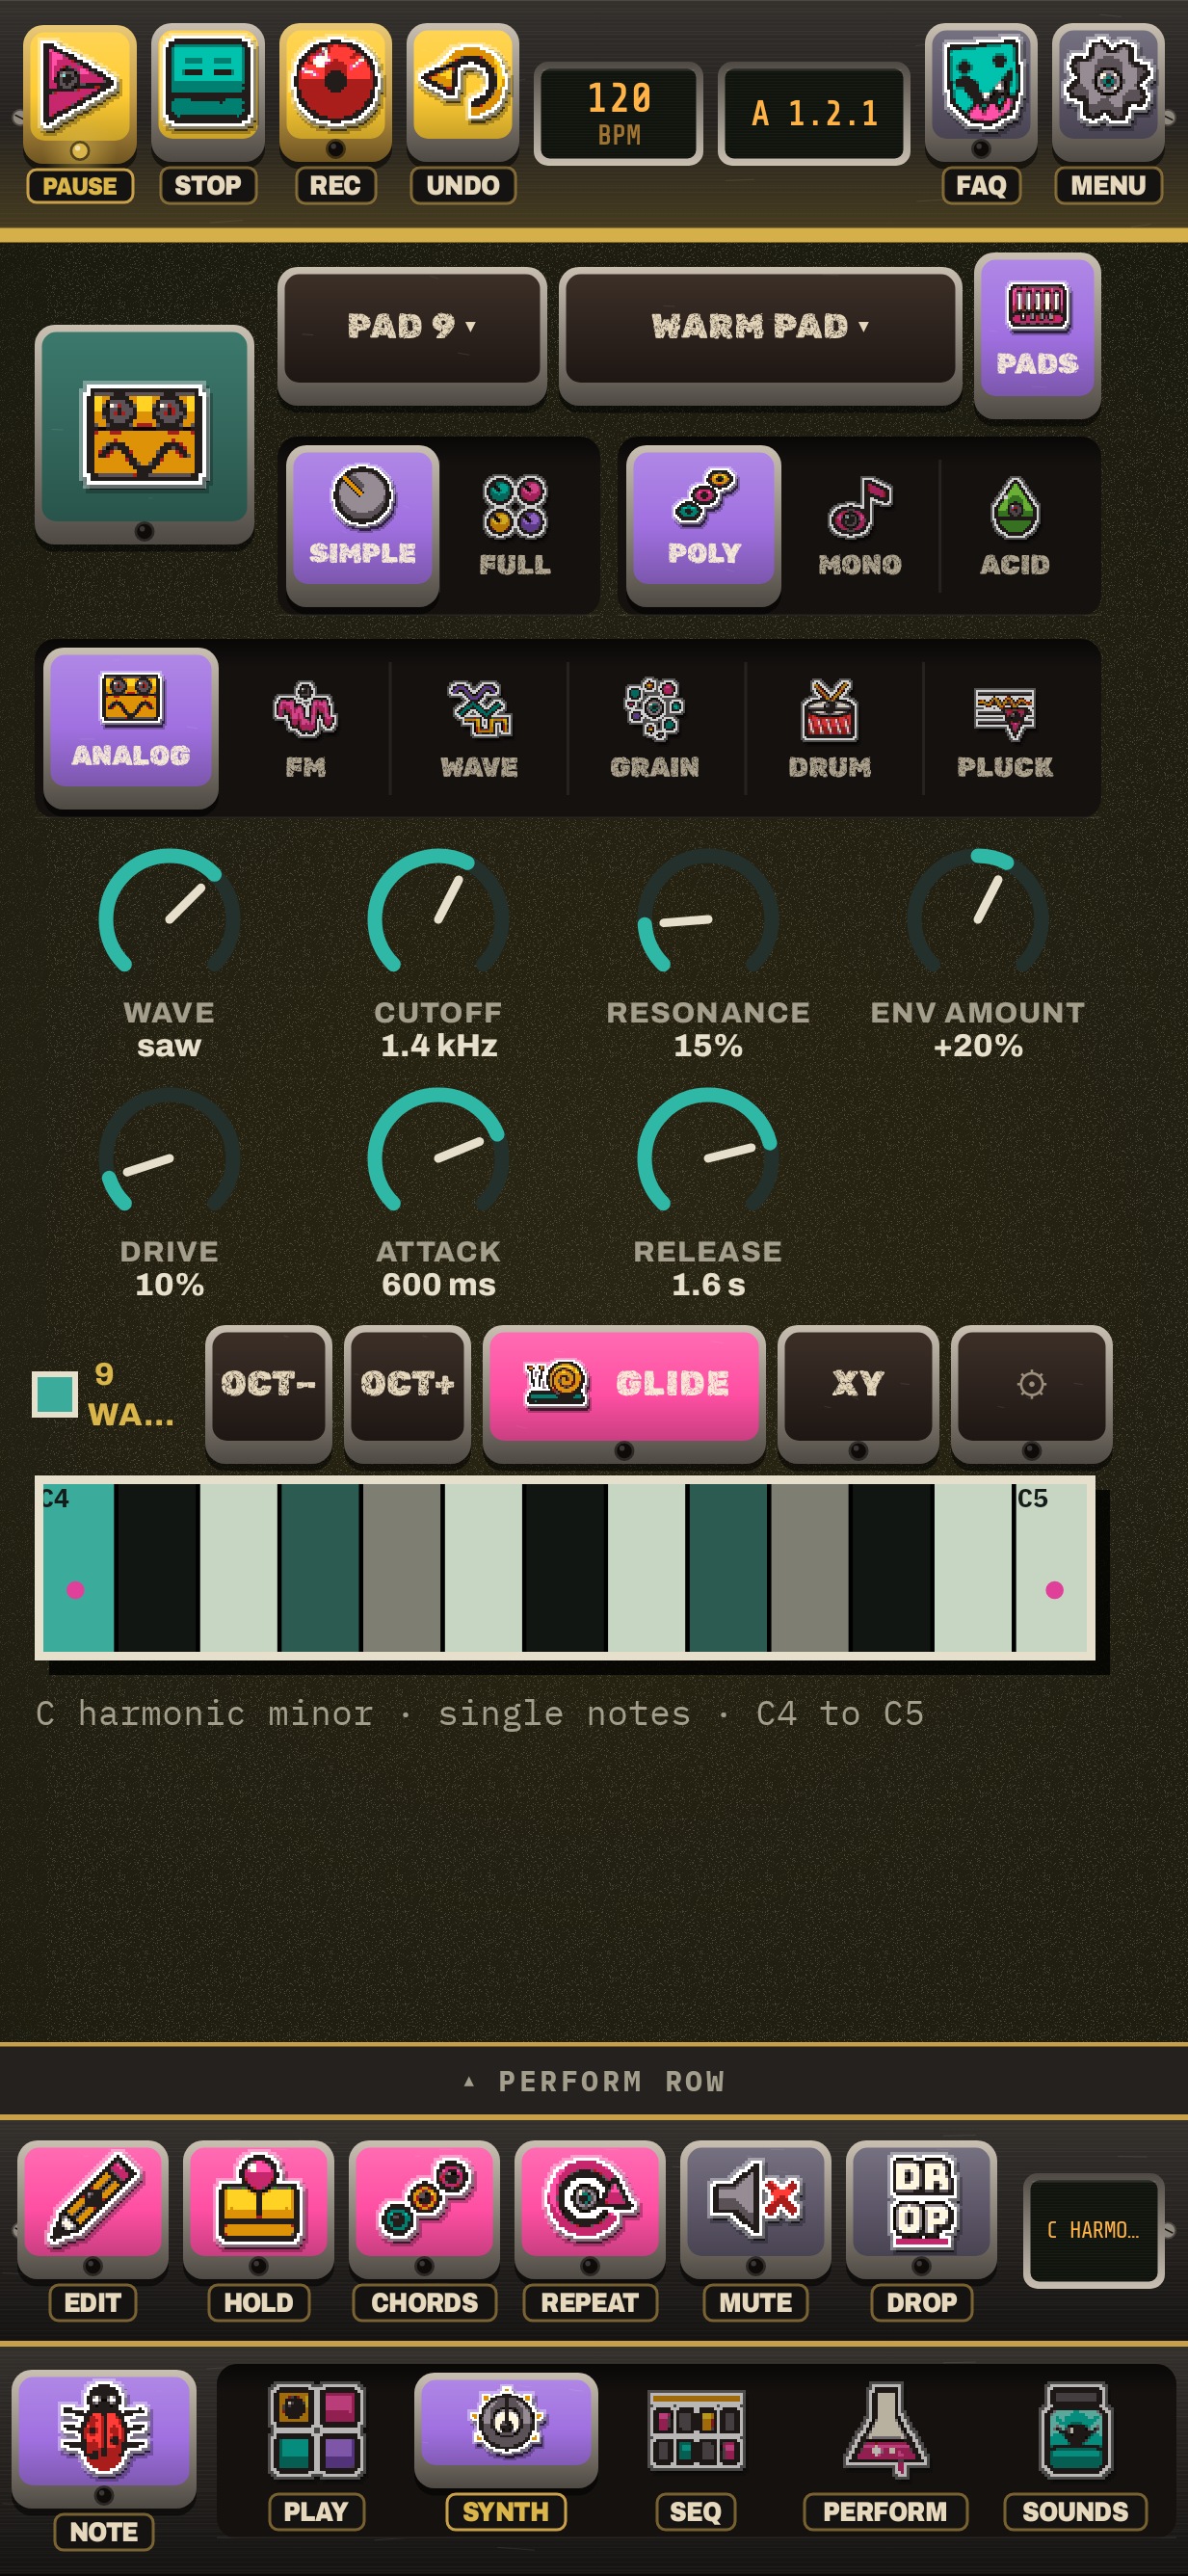 120
BPM
A 1.2.1
PAUSE STOP REC UNDO FAQ MENU
PAD 9 ▾ WARM PAD ▾ PADS
SIMPLE FULL POLY MONO ACID
ANALOG FM WAVE GRAIN DRUM PLUCK
WAVE CUTOFF RESONANCE ENV AMOUNT
saw 1.4 kHz 15% +20%
DRIVE ATTACK RELEASE
10% 600 ms 1.6 s
9
WA...
OCT- OCT+ GLIDE XY
C4 C5
C harmonic minor · single notes · C4 to C5
▴ PERFORM ROW
DR
OP
C HARMO...
EDIT HOLD CHORDS REPEAT MUTE DROP
NOTE PLAY SYNTH SEQ PERFORM SOUNDS